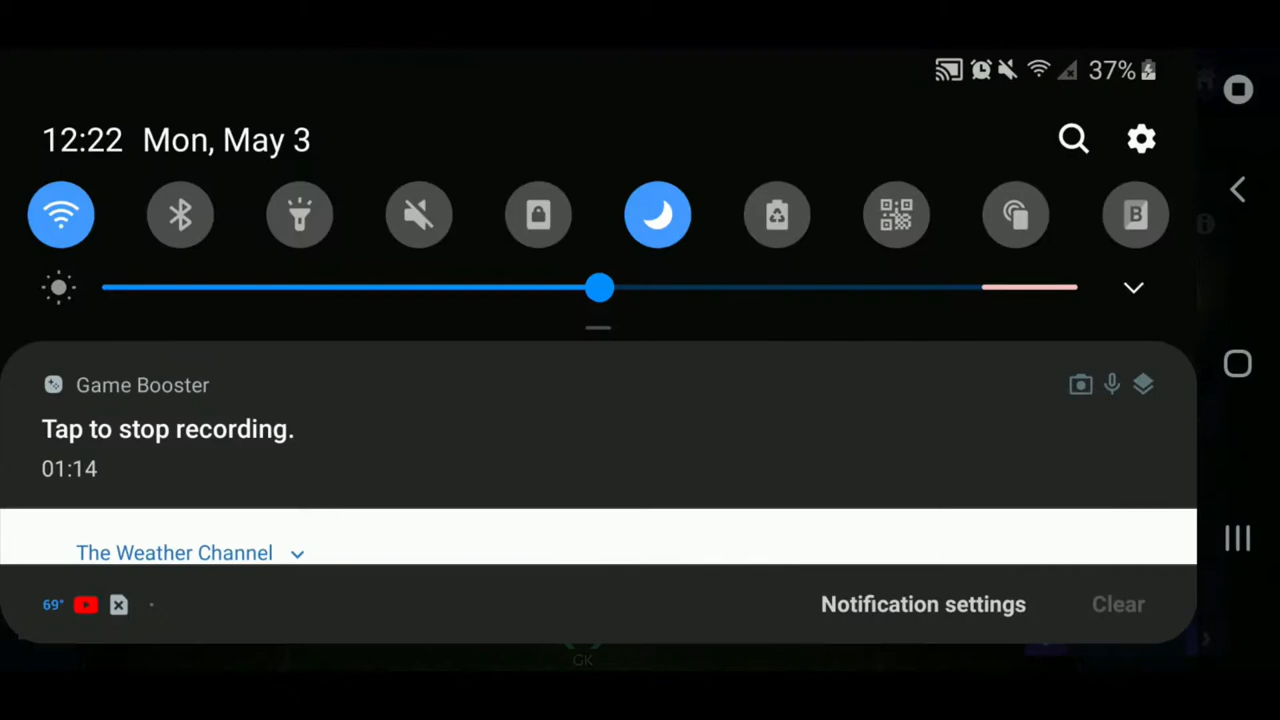 37%
12:22 Mon, May 3
B
Game Booster
Tap to stop recording.
01:14
The Weather Channel
69°
Notification settings
Clear
GK